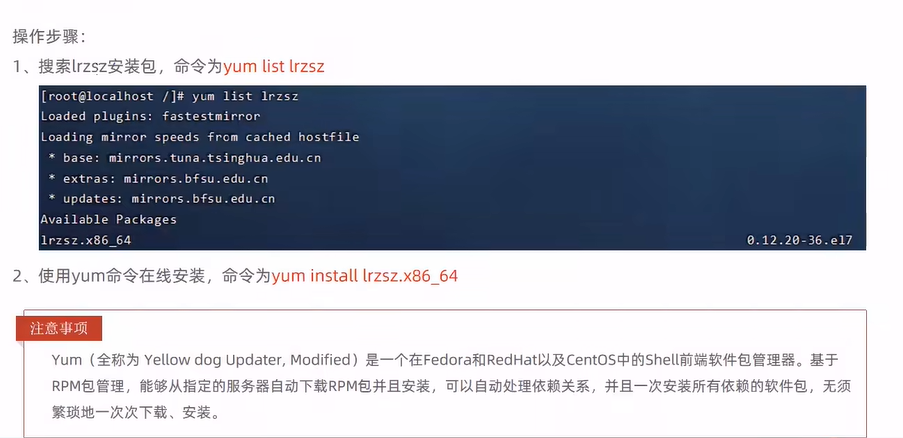 操作步骤：
1、搜索lrzsz安装包，命令为yum list lrzsz
[root@localhost /]# yum list lrzsz
Loaded plugins: fastestmirror
Loading mirror speeds from cached hostfile
* base: mirrors.tuna.tsinghua.edu.cn
* extras: mirrors.bfsu.edu.cn
* updates: mirrors.bfsu.edu.cn
Available Packages
lrzsz.x86_64 0.12.20-36.el7
2、使用yum命令在线安装，命令为yum install lrzsz.x86_64
注意事项
Yum（全称为 Yellow dog Updater, Modified）是一个在Fedora和RedHat以及CentOS中的Shell前端软件包管理器。基于
RPM包管理，能够从指定的服务器自动下载RPM包并且安装，可以自动处理依赖关系，并且一次安装所有依赖的软件包，无须
繁琐地一次次下载、安装。